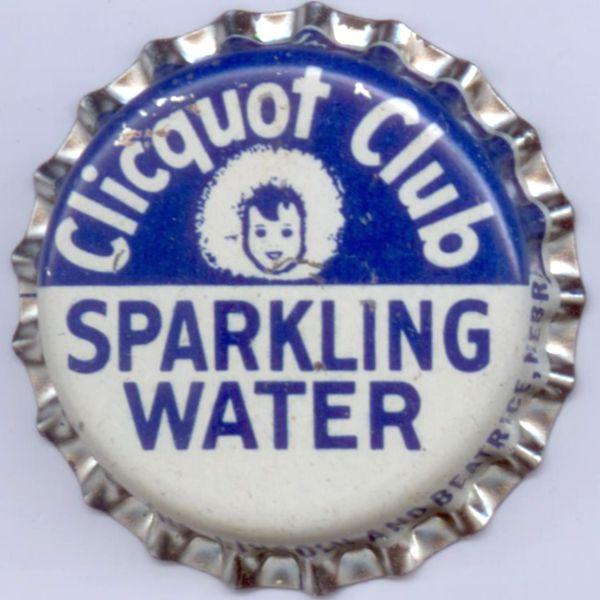 Clicquot Club
SPARKLING
WATER
AND BEATRICE, NEBR